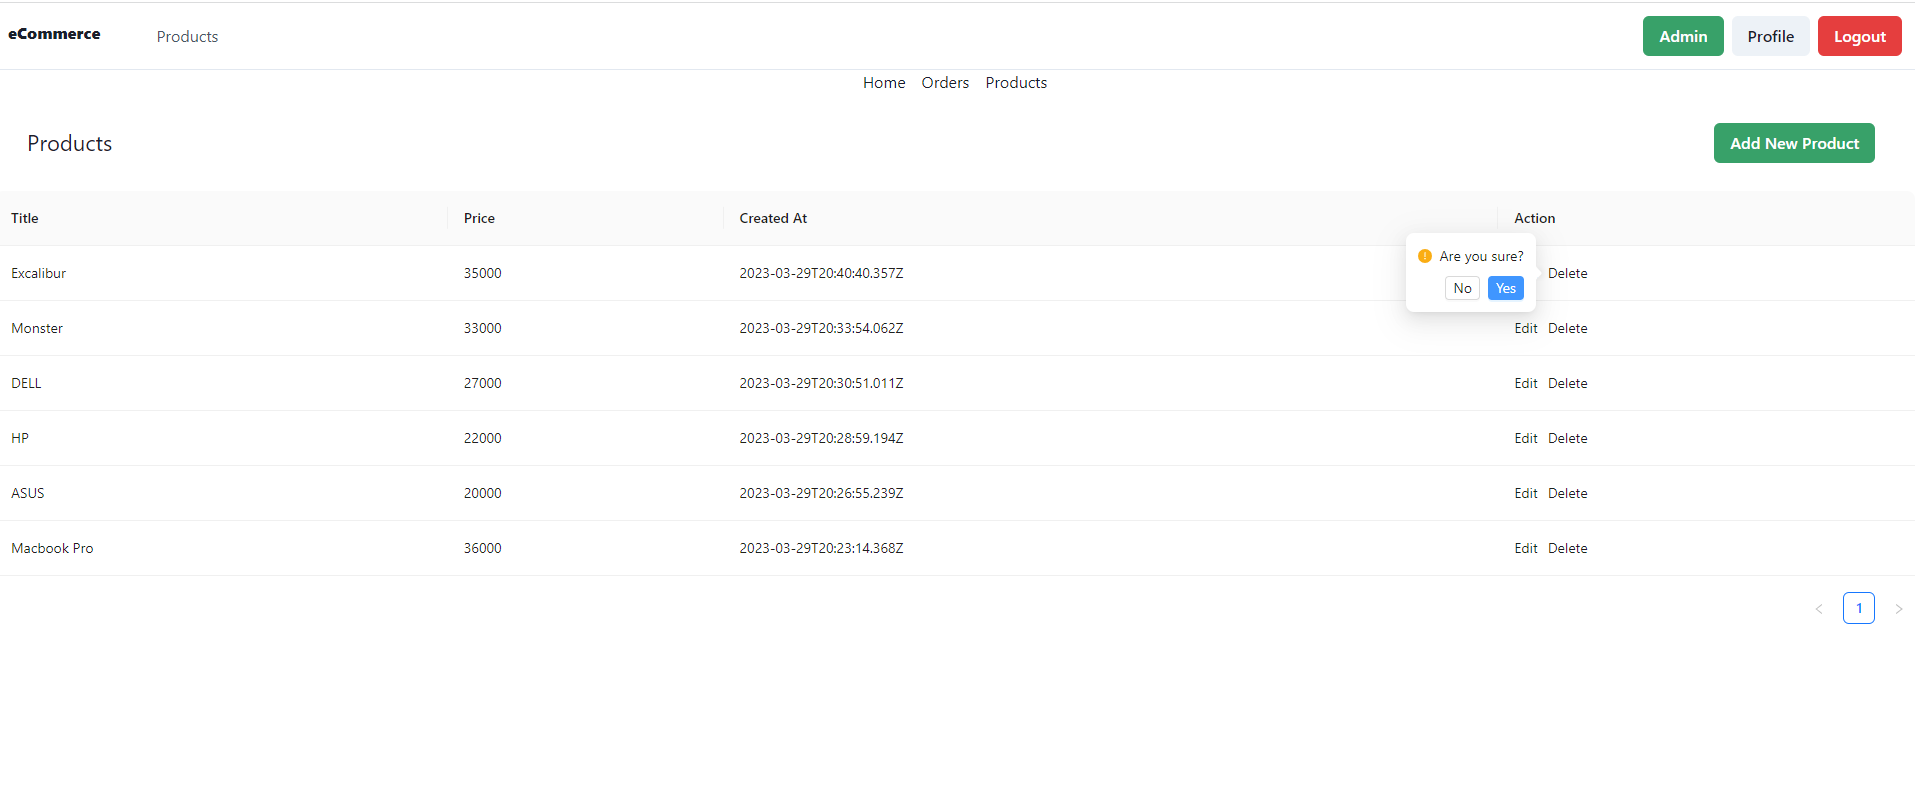 eCommerce Products Admin Profile Logout
Home Orders Products
Products Add New Product
Title Price Created At Action
Are you sure?
No Yes
Excalibur 35000 2023-03-29T20:40:40.357Z Delete
Monster 33000 2023-03-29T20:33:54.062Z Edit Delete
DELL 27000 2023-03-29T20:30:51.011Z Edit Delete
HP 22000 2023-03-29T20:28:59.194Z Edit Delete
ASUS 20000 2023-03-29T20:26:55.239Z Edit Delete
Macbook Pro 36000 2023-03-29T20:23:14.368Z Edit Delete
< 1 >